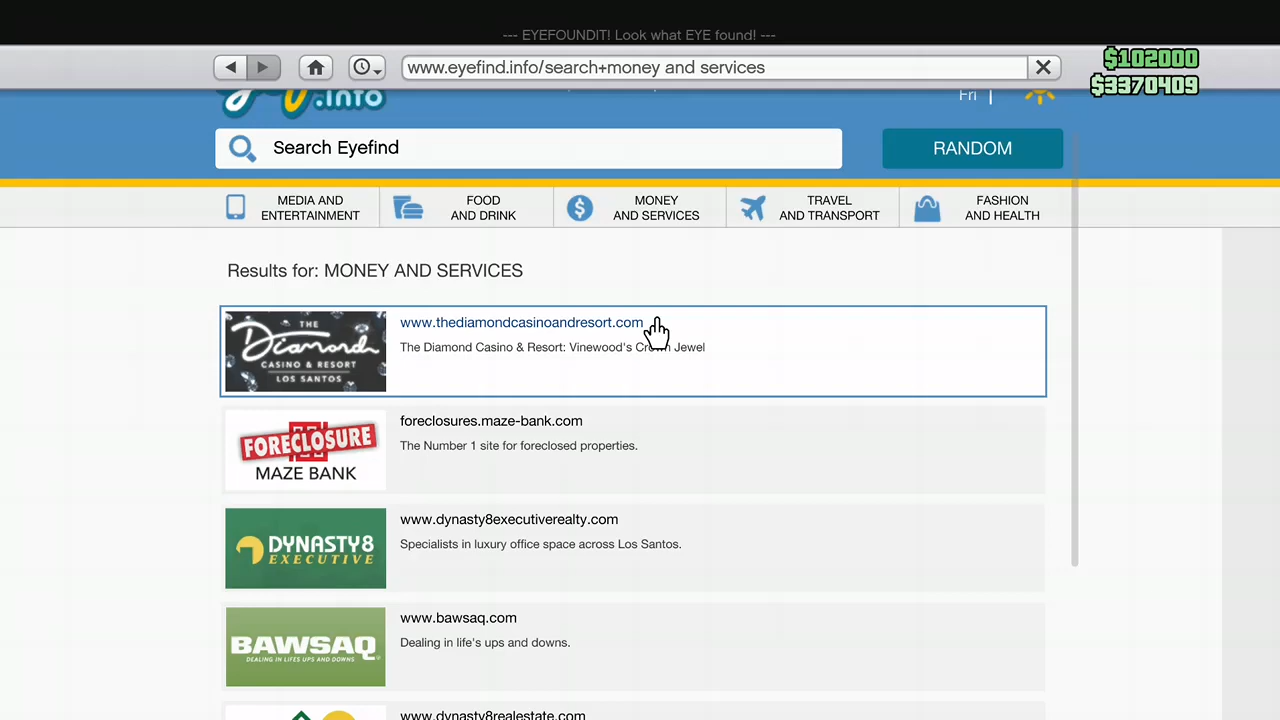 --- EYEFOUNDIT! Look what EYE found! ---
www.eyefind.info/search+money and services
$102000
$3370409
.INFO
Fri
Search Eyefind
RANDOM
MEDIA AND
ENTERTAINMENT
FOOD
AND DRINK
MONEY
AND SERVICES
TRAVEL
AND TRANSPORT
FASHION
AND HEALTH
Results for: MONEY AND SERVICES
THE
Diamond
CASINO & RESORT
LOS SANTOS
www.thediamondcasinoandresort.com
The Diamond Casino & Resort: Vinewood's Crown Jewel
FORECLOSURE
MAZE BANK
foreclosures.maze-bank.com
The Number 1 site for foreclosed properties.
DYNASTY8
EXECUTIVE
www.dynasty8executiverealty.com
Specialists in luxury office space across Los Santos.
BAWSAQ
DEALING IN LIFES UPS AND DOWNS
www.bawsaq.com
Dealing in life's ups and downs.
www.dynasty8realestate.com